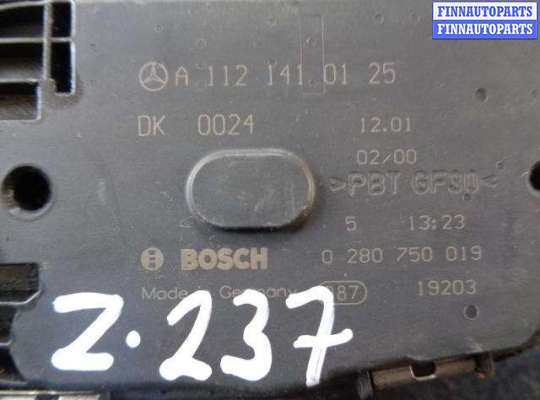 FINNAUTOPARTS
FINNAUTOPARTS
A 112 141 01 25
DK 0024 12.01
02/00
>PBT GF30<
5 13:23
BOSCH 0 280 750 019
Made in Germany 87 19203
Z.237